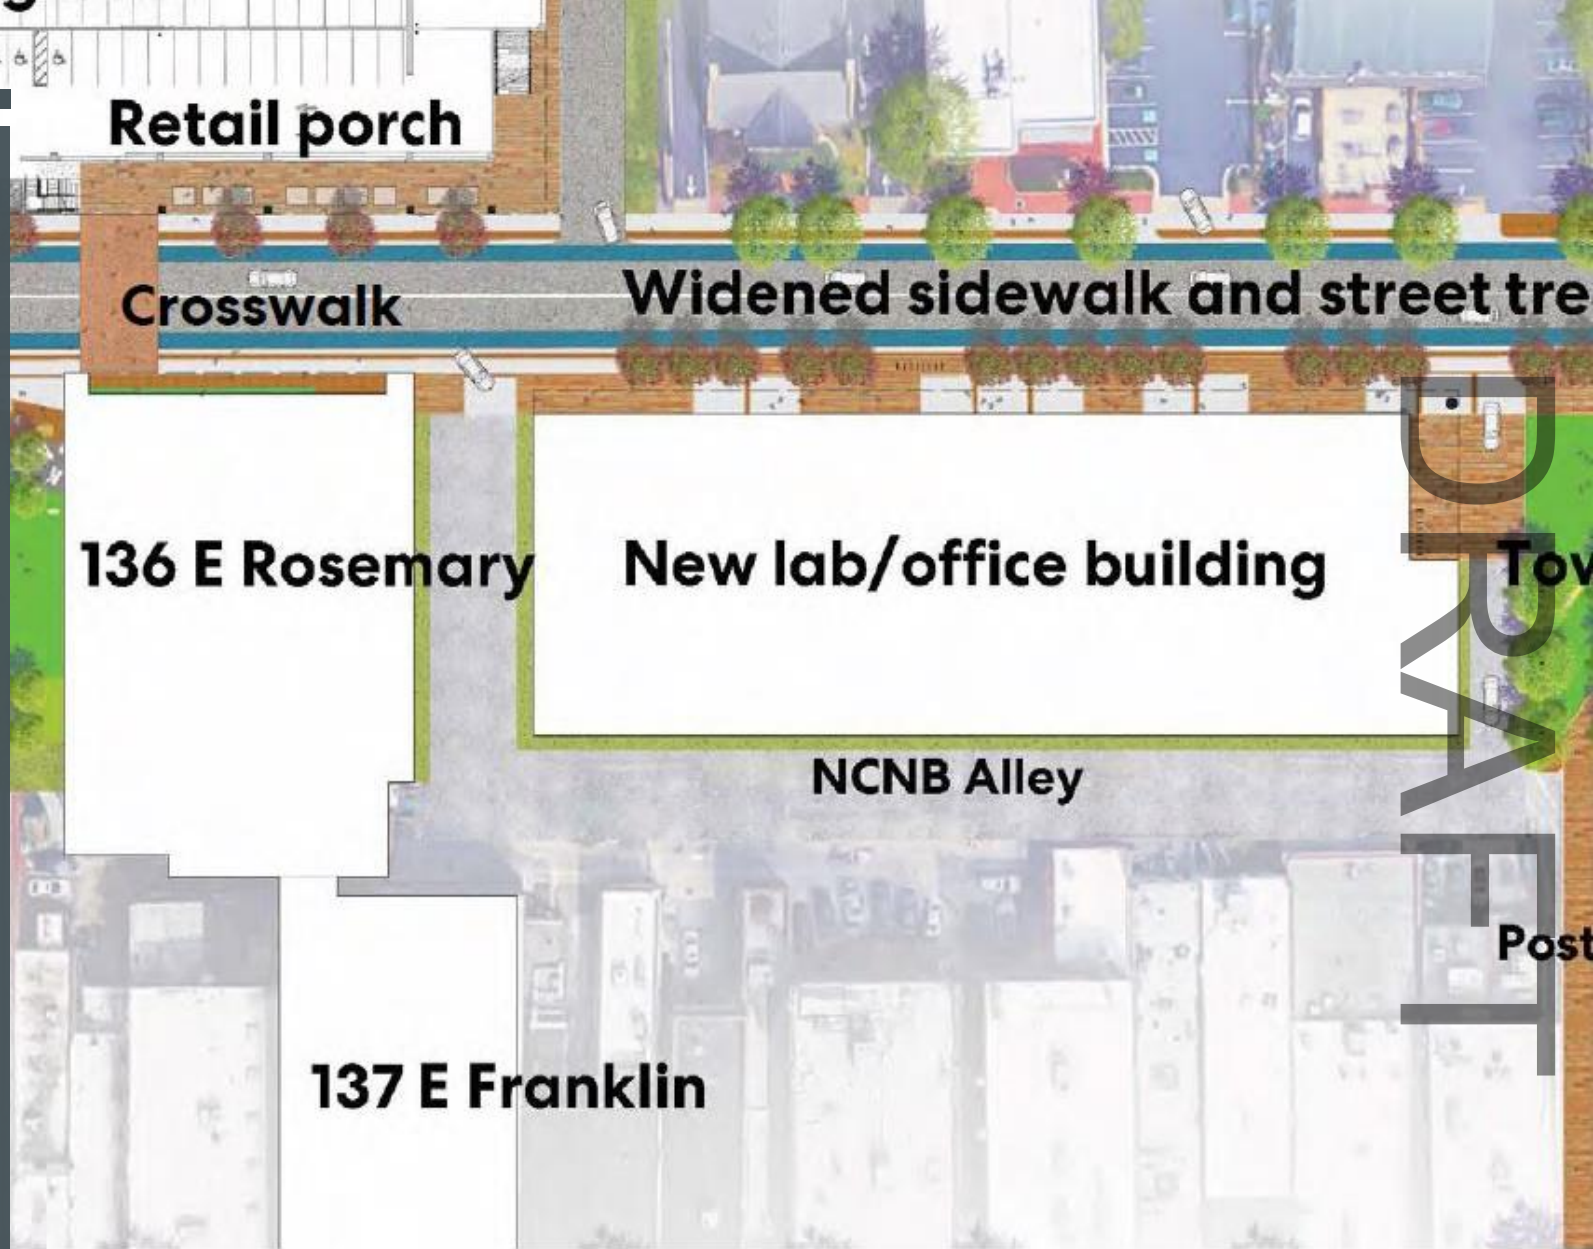 Retail porch
Crosswalk
Widened sidewalk and street tre
136 E Rosemary
New lab/office building
Tow
NCNB Alley
Post
137 E Franklin
DRAFT